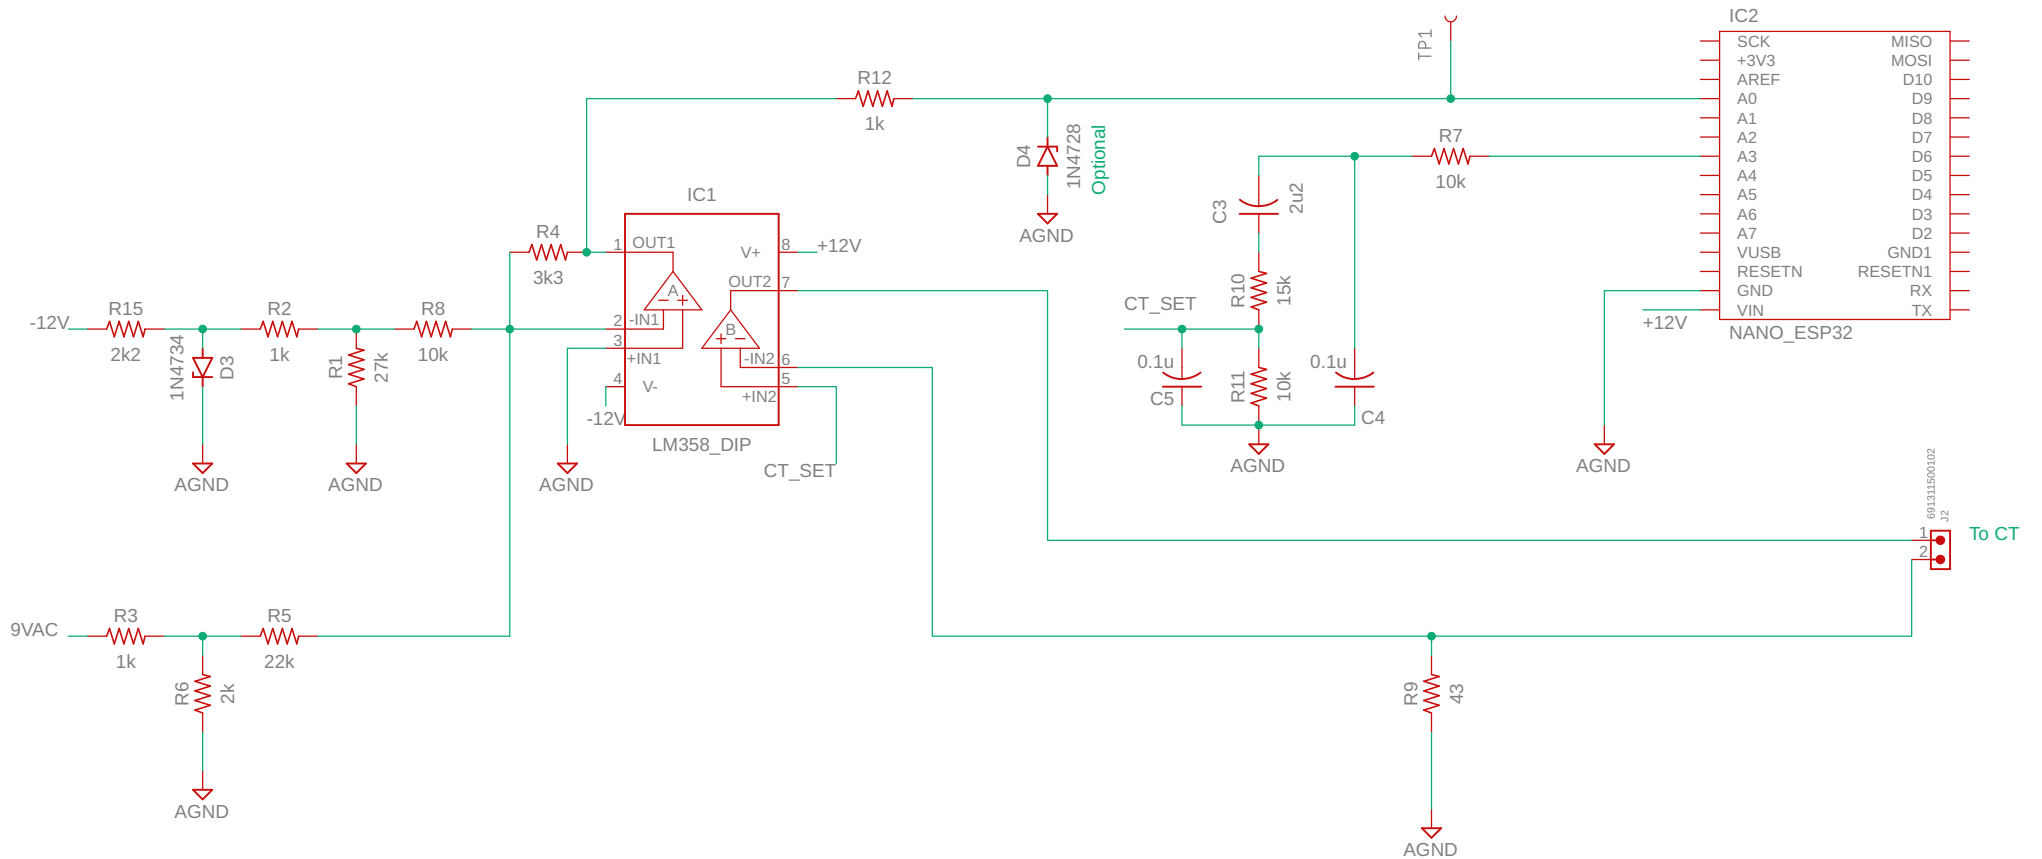 IC2
TP1
SCK
MISO
+3V3
MOSI
AREF
D10
A0
D9
A1
D8
A2
D7
A3
D6
A4
D5
A5
D4
A6
D3
A7
D2
VUSB
GND1
RESETN
RESETN1
GND
RX
VIN
TX
+12V
NANO_ESP32
R12
1k
D4
1N4728
Optional
AGND
R7
10k
C3
2u2
R10
15k
CT_SET
0.1u
C5
R11
10k
0.1u
C4
AGND
AGND
IC1
R4
3k3
1
OUT1
V+
8
+12V
OUT2
7
A
2
-IN1
B
3
+IN1
-IN2
6
4
V-
5
+IN2
-12V
LM358_DIP
CT_SET
-12V
R15
2k2
1N4734
D3
R2
1k
R1
27k
R8
10k
AGND
AGND
AGND
691311500102
J2
1
2
To CT
9VAC
R3
1k
R5
22k
R6
2k
AGND
R9
43
AGND